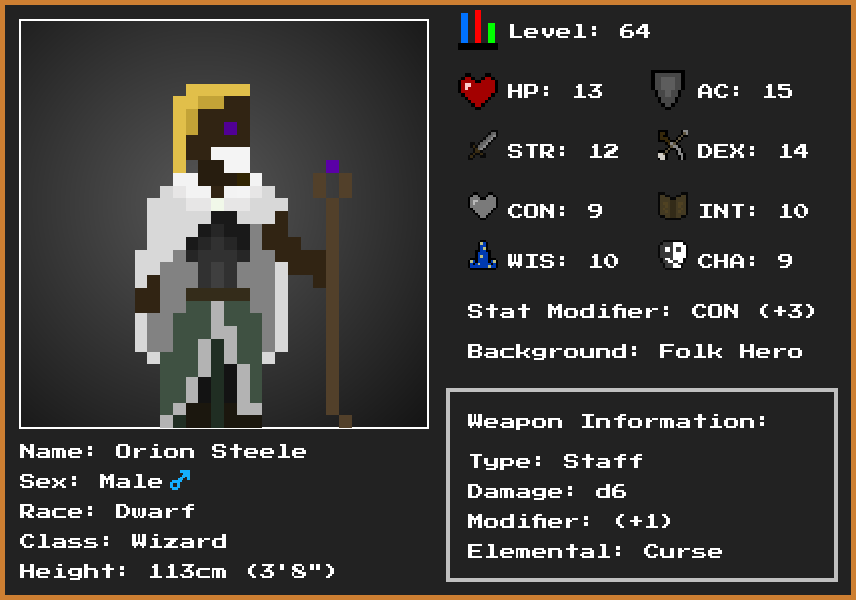 Level: 64
HP: 13
AC: 15
STR: 12
DEX: 14
CON: 9
INT: 10
WIS: 10
CHA: 9
Stat Modifier: CON (+3)
Background: Folk Hero
Weapon Information:
Type: Staff
Damage: d6
Modifier: (+1)
Elemental: Curse
Name: Orion Steele
Sex: Male♂
Race: Dwarf
Class: Wizard
Height: 113cm (3'8")